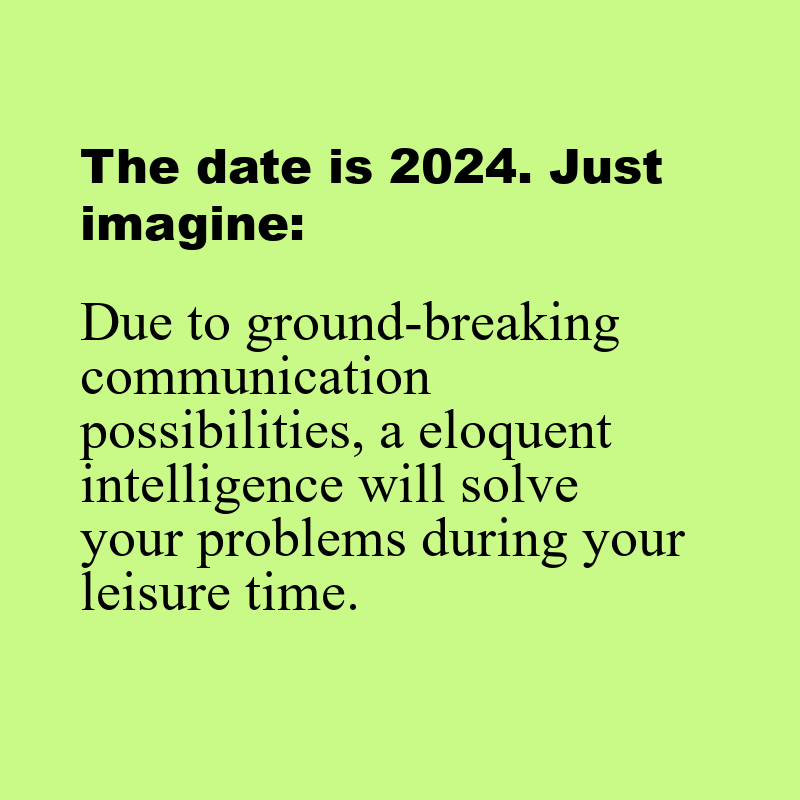 The date is 2024. Just
imagine:
Due to ground-breaking
communication
possibilities, a eloquent
intelligence will solve
your problems during your
leisure time.